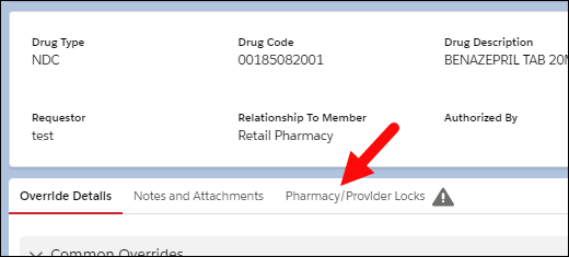 Drug Type Drug Code Drug Description
NDC 00185082001 BENAZEPRIL TAB 20M
Requestor Relationship To Member Authorized By
test Retail Pharmacy
Override Details Notes and Attachments Pharmacy/Provider Locks
Common Overrides